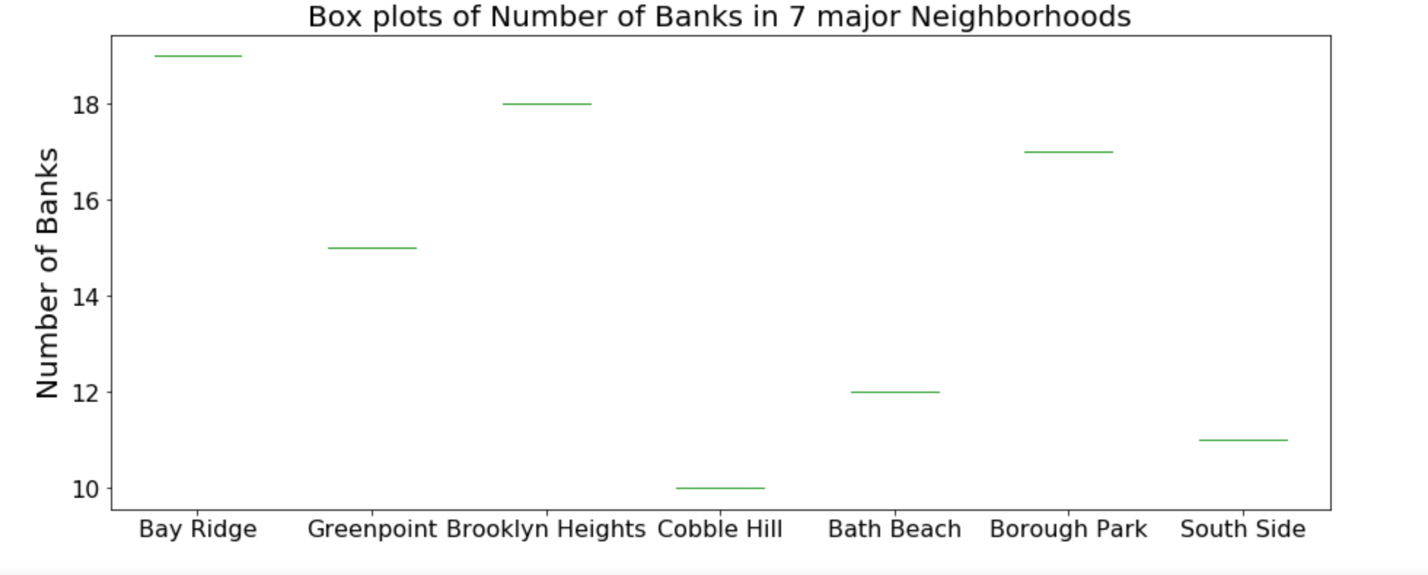 Box plots of Number of Banks in 7 major Neighborhoods
Number of Banks
18
16
14
12
10
Bay Ridge Greenpoint Brooklyn Heights Cobble Hill Bath Beach Borough Park South Side